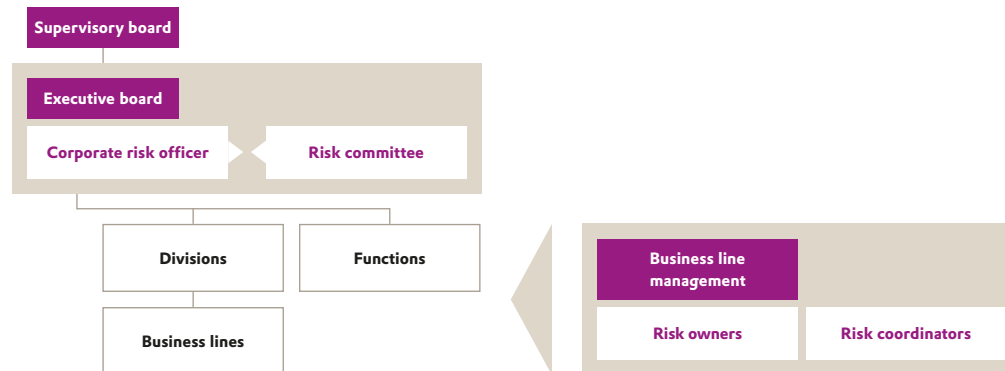 Supervisory board
Executive board
Corporate risk officer
Risk committee
Divisions
Functions
Business lines
Business line
management
Risk owners
Risk coordinators